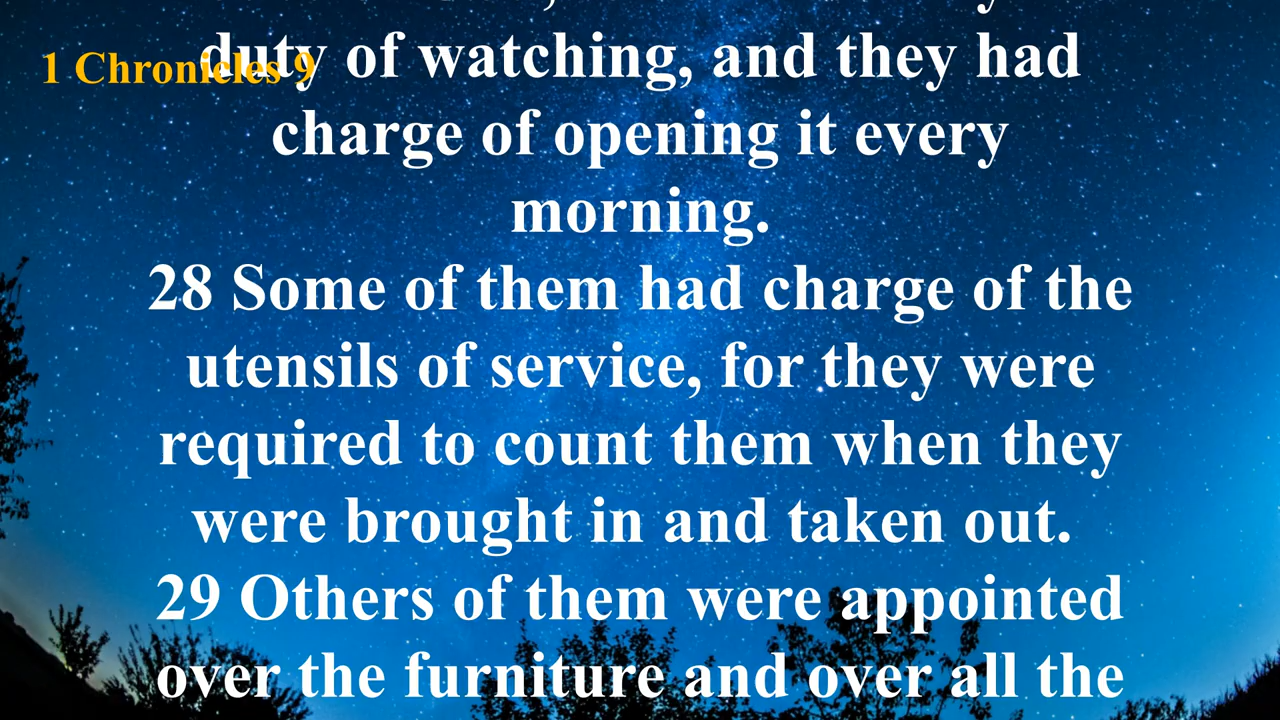 1 Chronicles 9
duty of watching, and they had
charge of opening it every
morning.
28 Some of them had charge of the
utensils of service, for they were
required to count them when they
were brought in and taken out.
29 Others of them were appointed
over the furniture and over all the